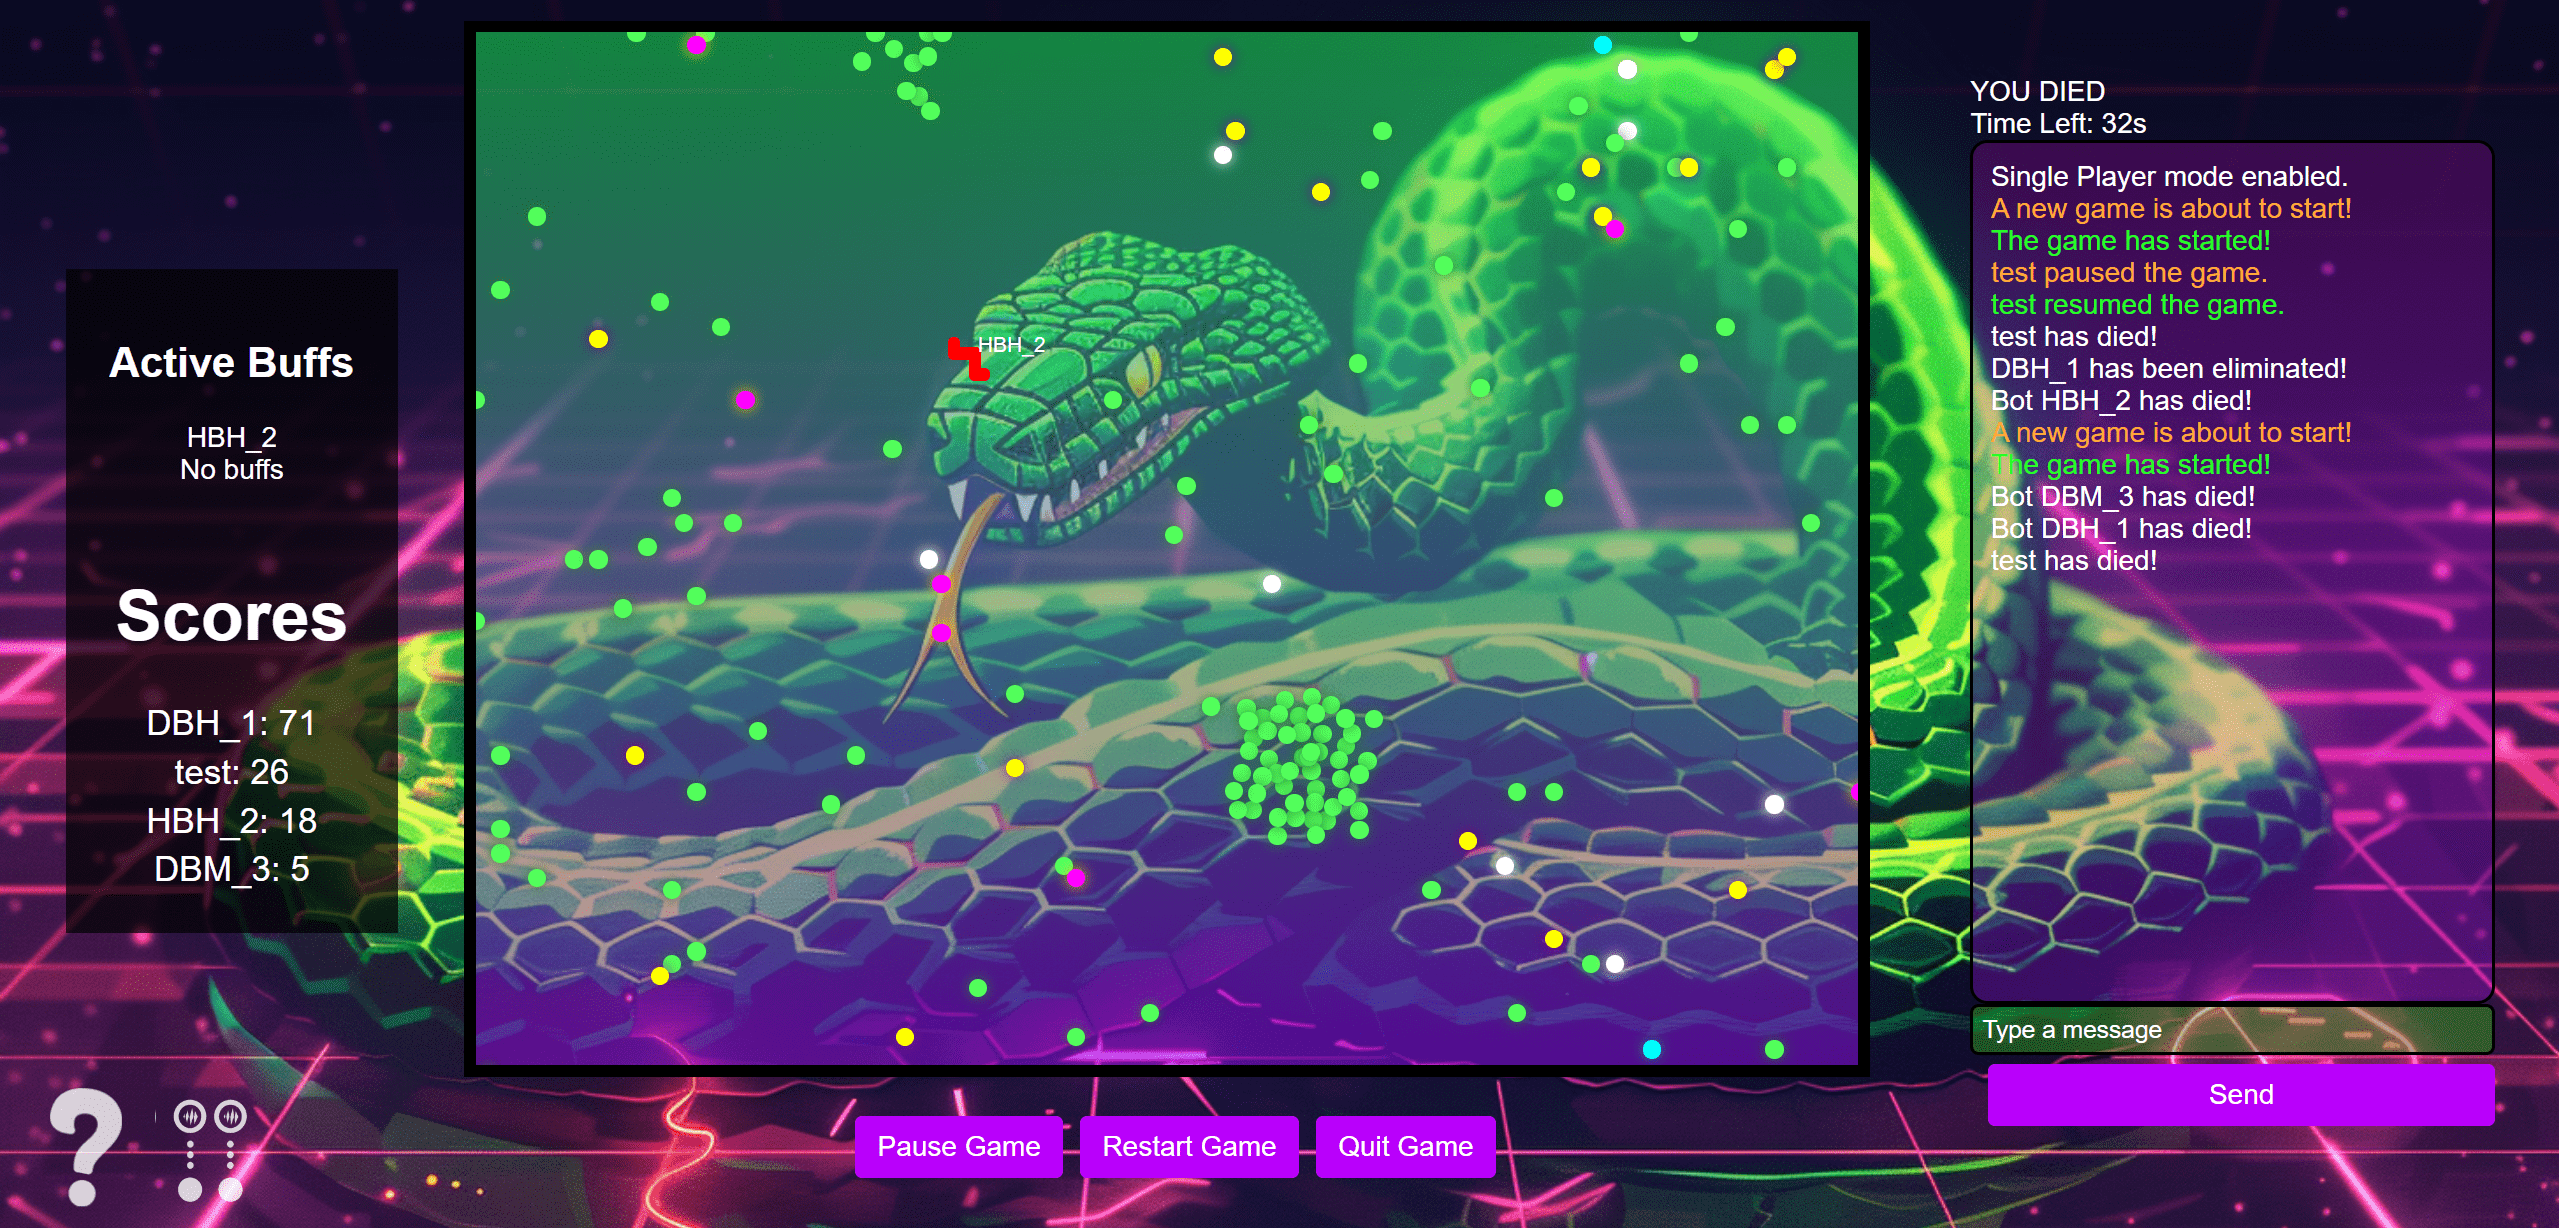 YOU DIED
Time Left: 32s
Single Player mode enabled.
A new game is about to start!
The game has started!
test paused the game.
test resumed the game.
test has died!
DBH_1 has been eliminated!
Bot HBH_2 has died!
A new game is about to start!
The game has started!
Bot DBM_3 has died!
Bot DBH_1 has died!
test has died!
Type a message
Send
Active Buffs
HBH_2
No buffs
Scores
DBH_1: 71
test: 26
HBH_2: 18
DBM_3: 5
HBH_2
?
Pause Game
Restart Game
Quit Game